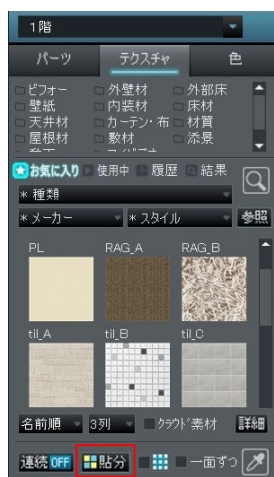 1階
パーツ テクスチャ 色
ビフォー 外壁材 外部床
壁紙 内装材 床材
天井材 カーテン・布 材質
屋根材 敷材 添景
お気に入り 使用中 履歴 結果
* 種類
* メーカー * スタイル 参照
PL RAG_A RAG_B
til_A til_B til_C
名前順 3列 クラウド素材 詳細
連続 OFF 貼分 一面ずつ